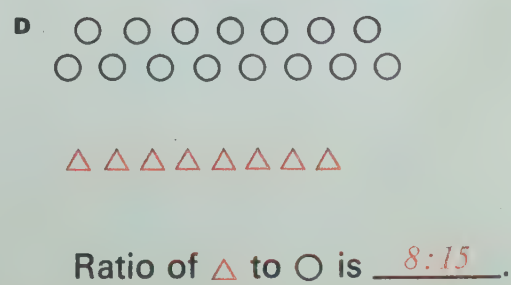 D
Ratio of △ to ○ is 8:15.